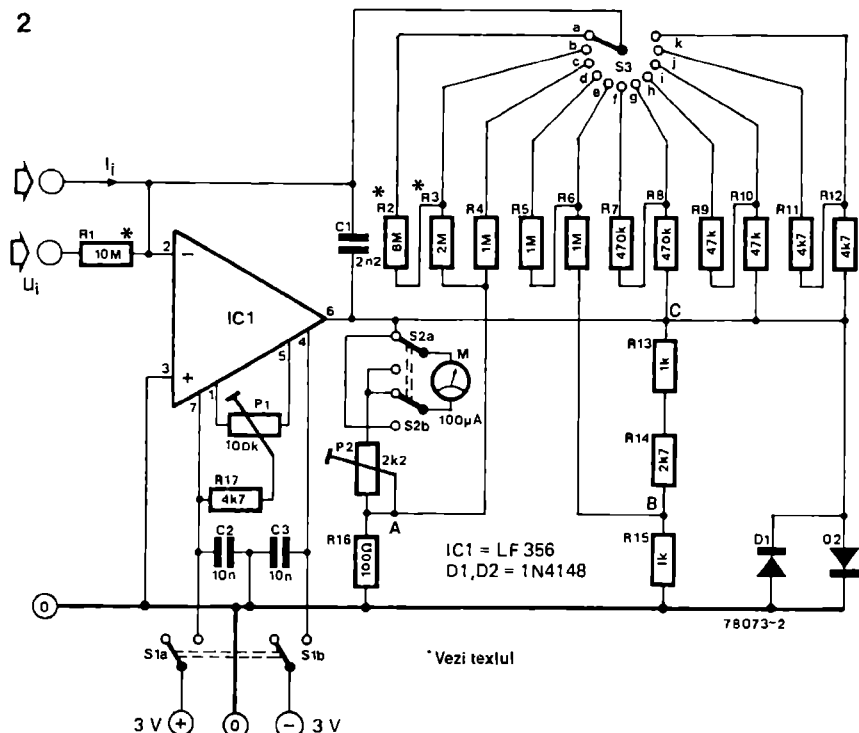 2
a
b
c
d
e
f
g
h
i
j
k
S3
I_i
U_i
R1
*
10M
2
−
3
+
IC1
6
4
5
1
7
C1
2n2
*
R2
8M
*
R3
2M
R4
1M
R5
1M
R6
1M
R7
470k
R8
470k
R9
47k
R10
47k
R11
4k7
R12
4k7
P1
100k
R17
4k7
C2
10n
C3
10n
S2a
S2b
M
100µA
P2
2k2
A
R16
100Ω
C
R13
1k
R14
2k7
B
R15
1k
IC1 = LF 356
D1,D2 = 1N4148
D1
D2
78073-2
0
S1a
S1b
*Vezi textul
3 V
+
0
−
3 V